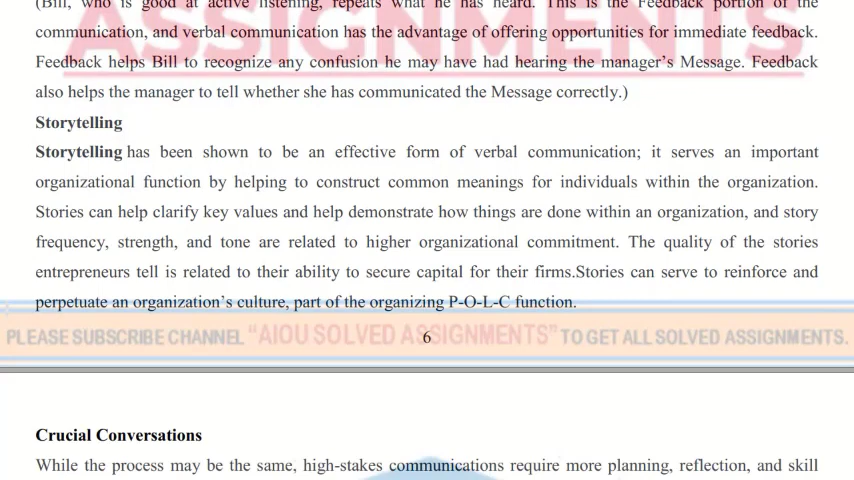 (Bill, who is good at active listening, repeats what he has heard. This is the Feedback portion of the
ASSIGNMENTS
communication, and verbal communication has the advantage of offering opportunities for immediate feedback.
Feedback helps Bill to recognize any confusion he may have had hearing the manager's Message. Feedback
also helps the manager to tell whether she has communicated the Message correctly.)
Storytelling
Storytelling has been shown to be an effective form of verbal communication; it serves an important
organizational function by helping to construct common meanings for individuals within the organization.
Stories can help clarify key values and help demonstrate how things are done within an organization, and story
frequency, strength, and tone are related to higher organizational commitment. The quality of the stories
entrepreneurs tell is related to their ability to secure capital for their firms.Stories can serve to reinforce and
perpetuate an organization's culture, part of the organizing P-O-L-C function.
PLEASE SUBSCRIBE CHANNEL "AIOU SOLVED ASSIGNMENTS" TO GET ALL SOLVED ASSIGNMENTS.
6
Crucial Conversations
While the process may be the same, high-stakes communications require more planning, reflection, and skill